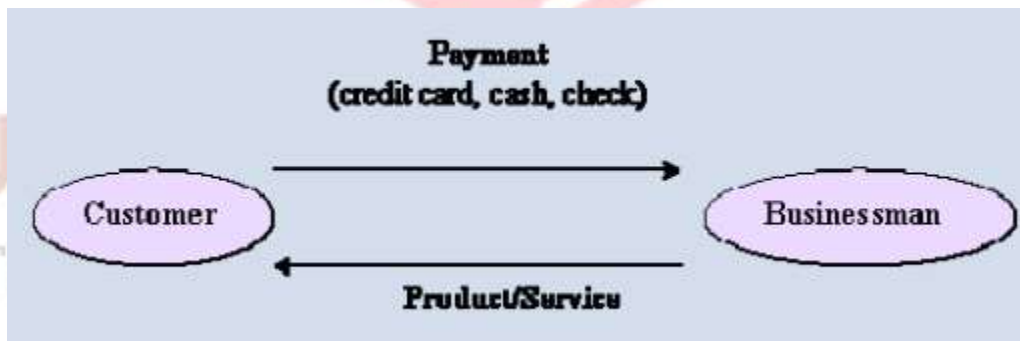 Payment
(credit card, cash, check)
Customer
Businessman
Product/Service